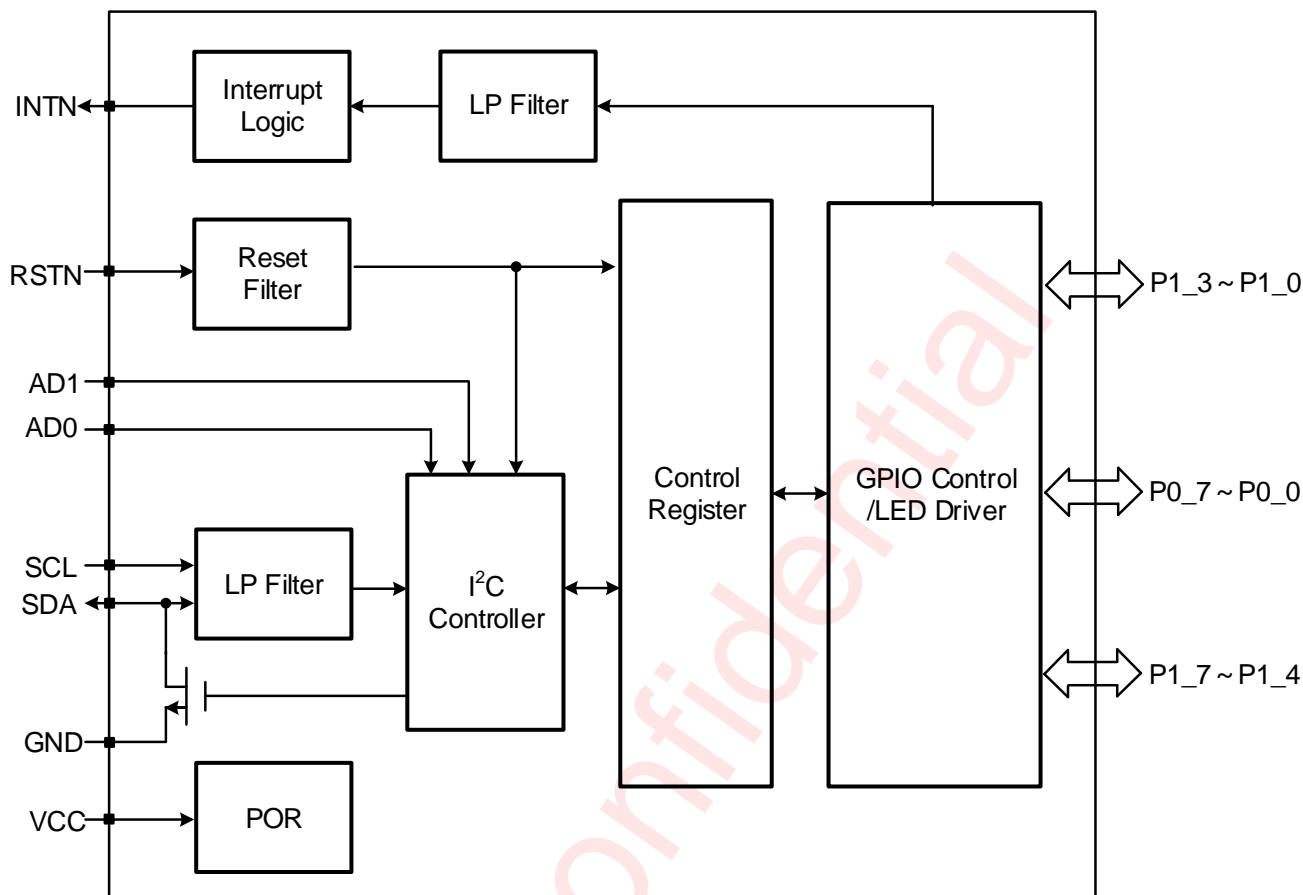 INTN
Interrupt
Logic
LP Filter
RSTN
Reset
Filter
P1_3 ~ P1_0
AD1
AD0
Control
Register
GPIO Control
/LED Driver
P0_7 ~ P0_0
SCL
SDA
LP Filter
I²C
Controller
P1_7 ~ P1_4
GND
VCC
POR
onfidential